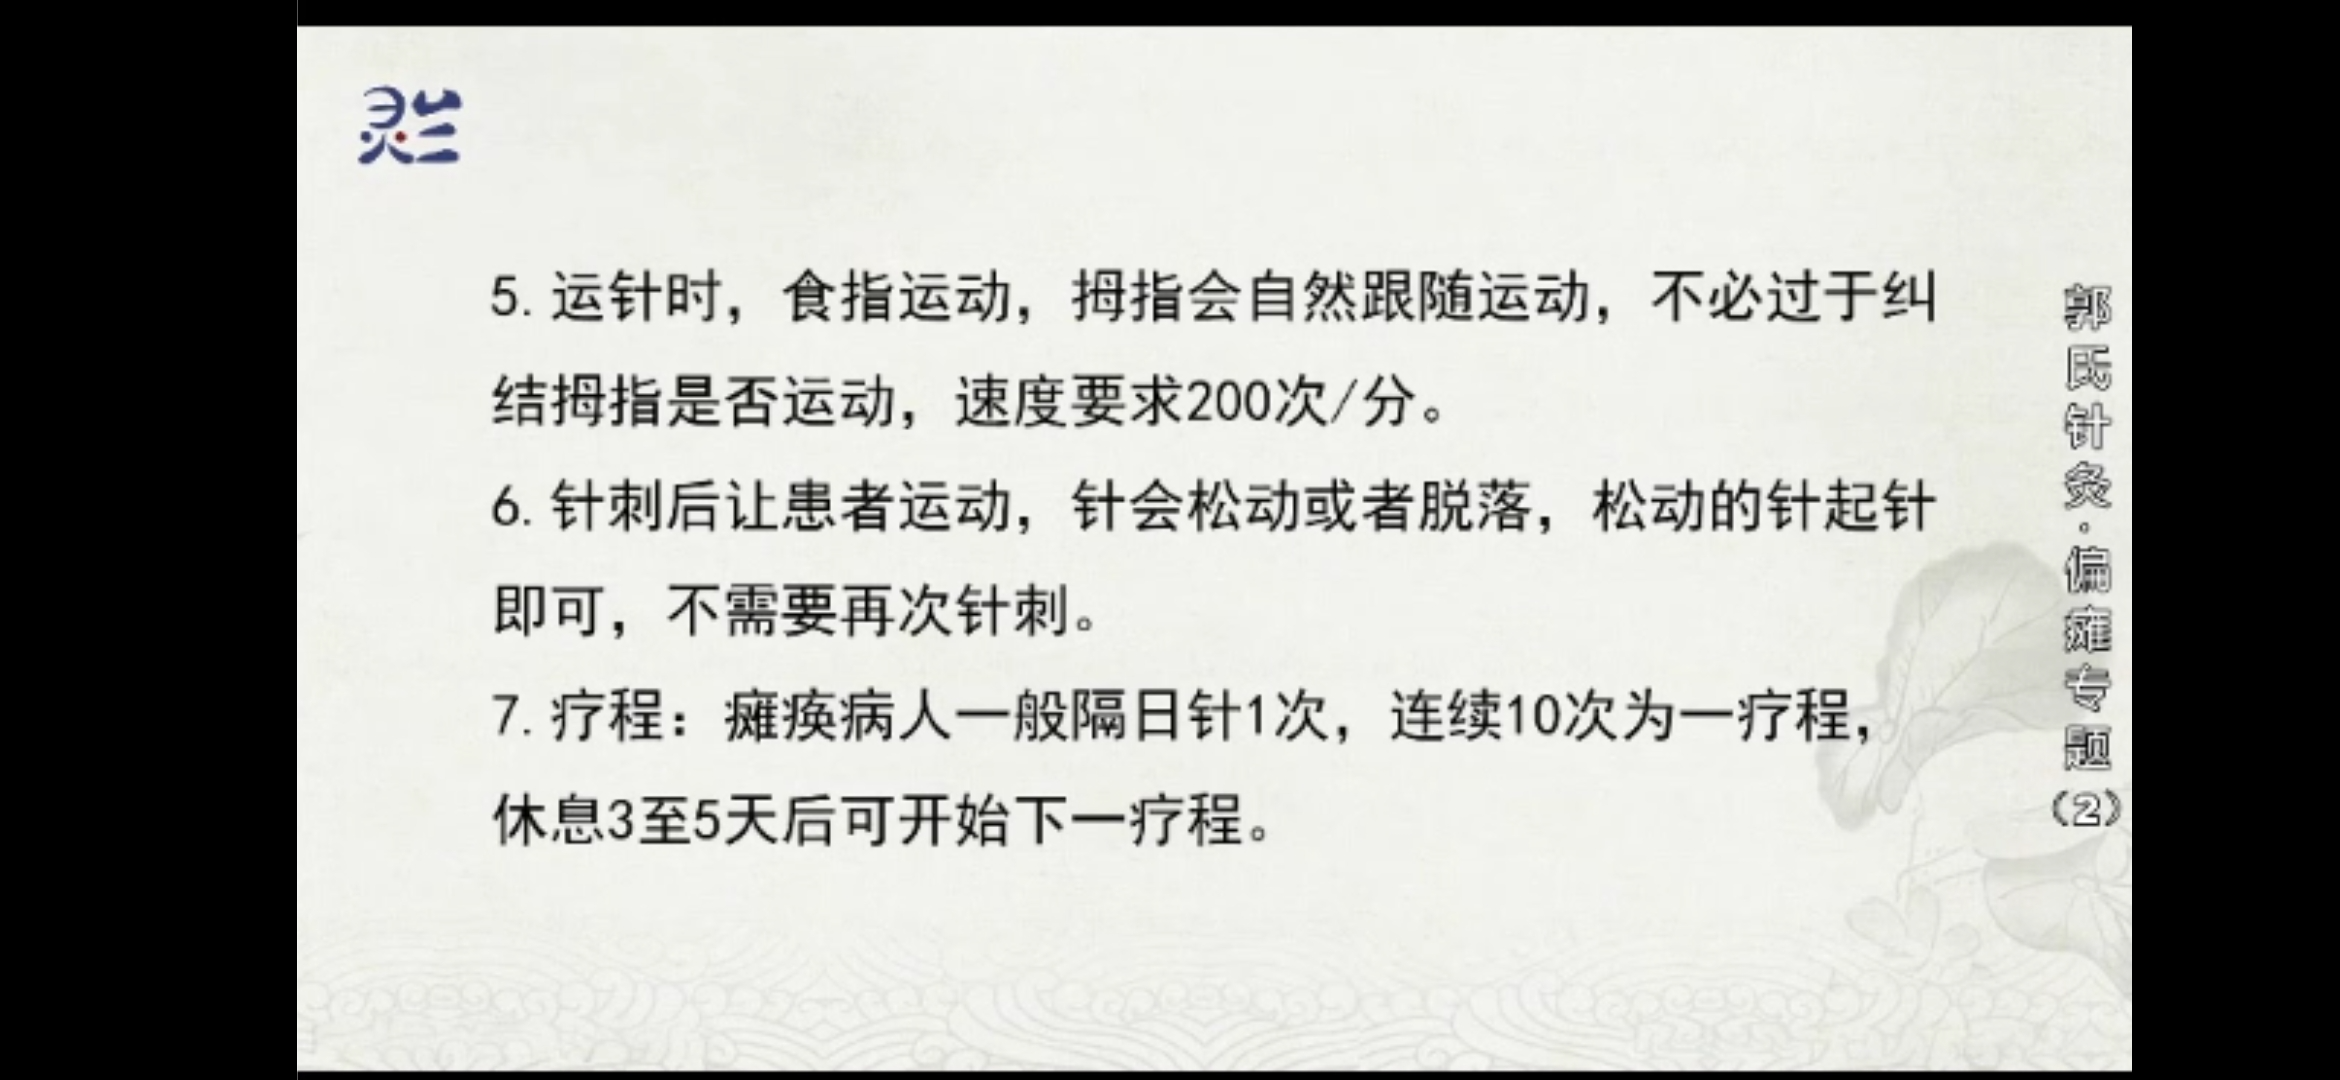 灵兰
5. 运针时，食指运动，拇指会自然跟随运动，不必过于纠
结拇指是否运动，速度要求200次/分。
6. 针刺后让患者运动，针会松动或者脱落，松动的针起针
即可，不需要再次针刺。
7. 疗程：瘫痪病人一般隔日针1次，连续10次为一疗程，
休息3至5天后可开始下一疗程。
郭氏针灸·偏瘫专题（2）